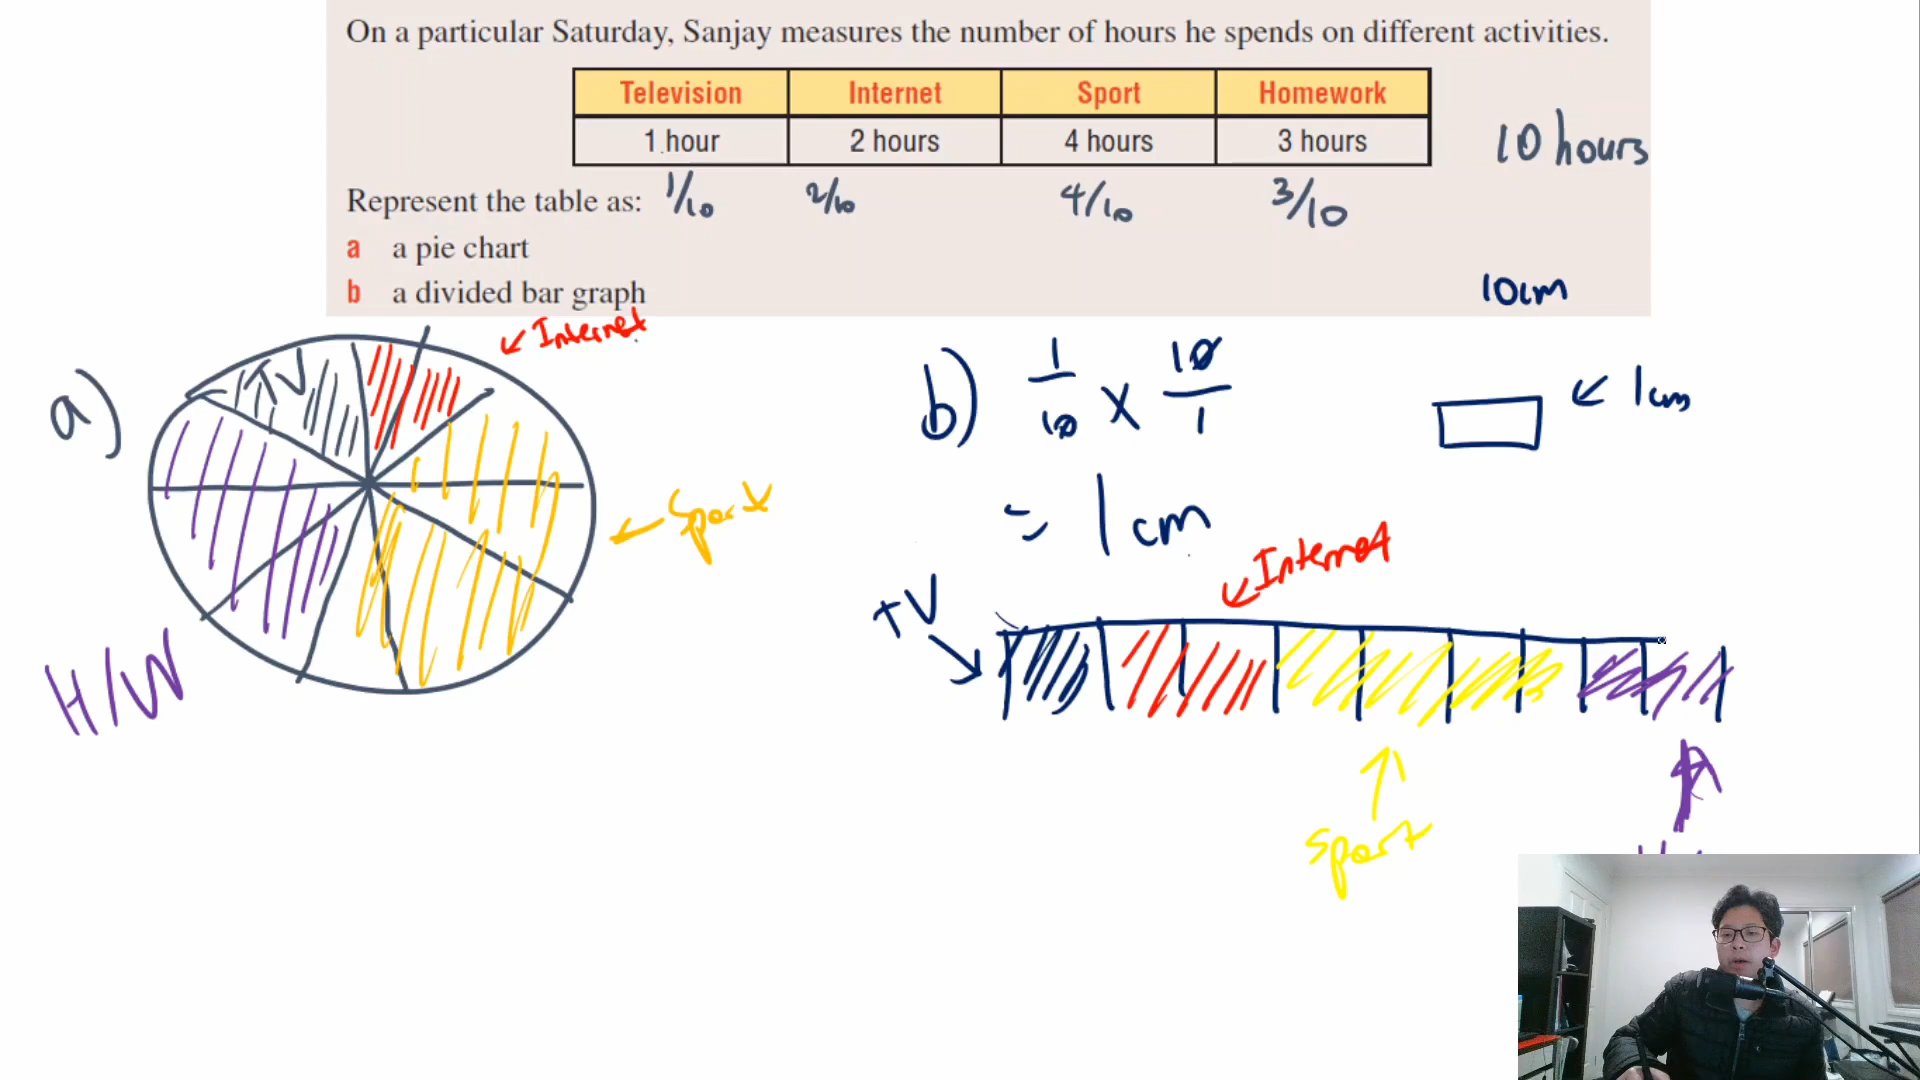 On a particular Saturday, Sanjay measures the number of hours he spends on different activities.
Television Internet Sport Homework
1 hour 2 hours 4 hours 3 hours
10 hours
Represent the table as:
1/10 2/10 4/10 3/10
a a pie chart
b a divided bar graph
10cm
a)
TV
Internet
Sport
H/W
b) 1/10 x 10/1
= 1 cm
1cm
TV
Internet
Sport